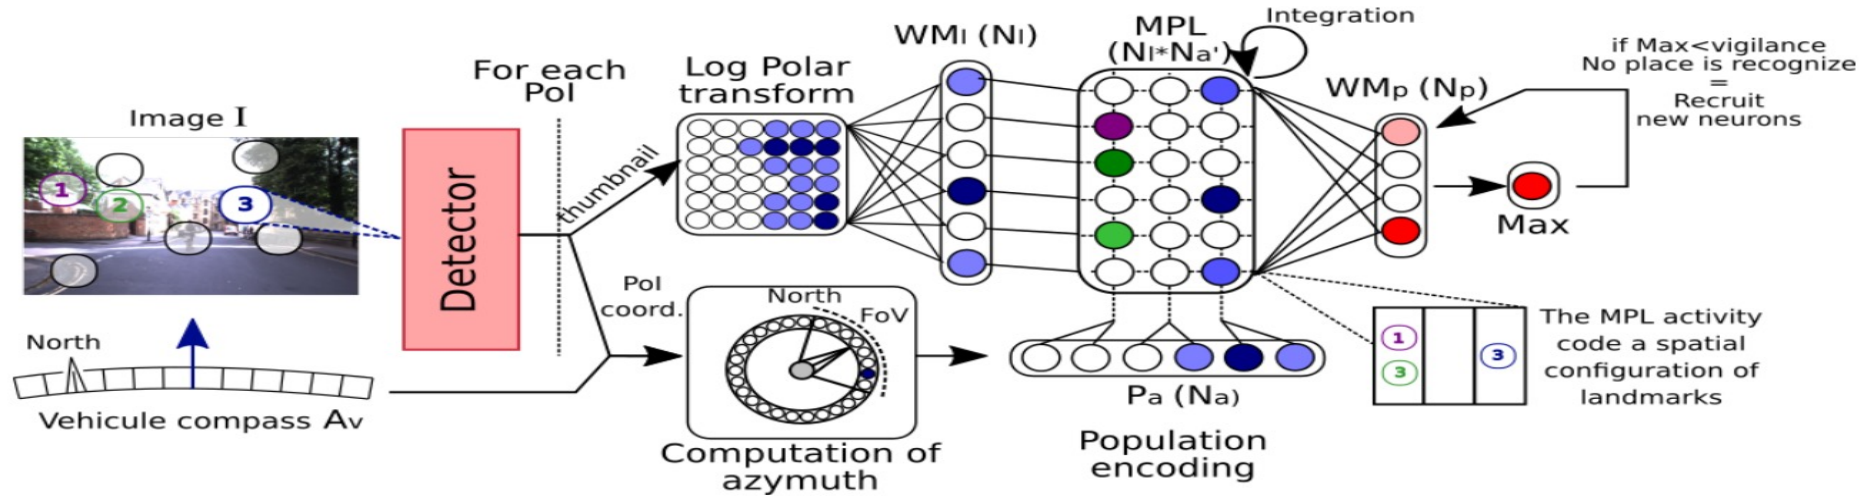 Image I
1
2
3
North
Vehicule compass Av
Detector
For each
PoI
thumbnail
PoI
coord.
Log Polar
transform
North
FoV
Computation of
azymuth
WMl (Nl)
MPL
(Nl*Na')
Integration
Pa (Na)
Population
encoding
WMp (Np)
Max
if Max<vigilance
No place is recognize
=
Recruit
new neurons
1
3
3
The MPL activity
code a spatial
configuration of
landmarks